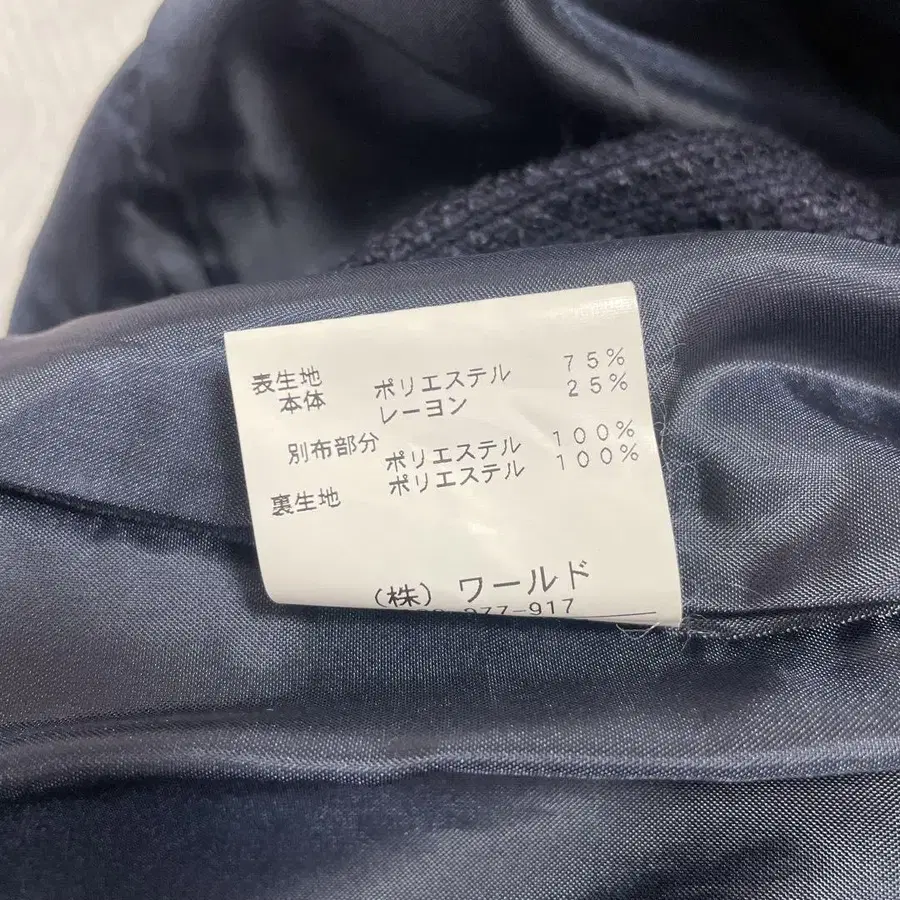 表生地
本体 ポリエステル 75%
レーヨン 25%
別布部分 ポリエステル 100%
裏生地 ポリエステル 100%
(株) ワールド
977-917